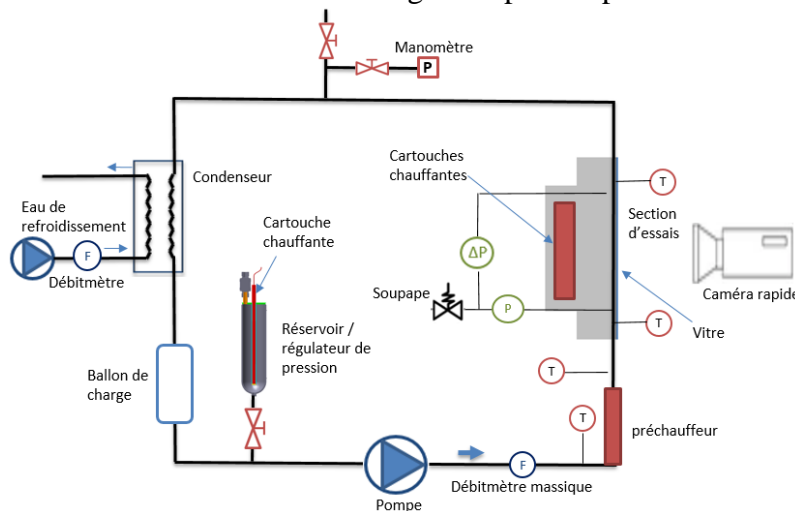 Manomètre
P
Condenseur
Cartouches
chauffantes
T
Section
d'essais
Eau de
refroidissement
F
Débitmètre
Cartouche
chauffante
ΔP
Soupape
P
Caméra rapide
T
Vitre
Réservoir /
régulateur de
pression
Ballon de
charge
T
T
préchauffeur
F
Débitmètre massique
Pompe